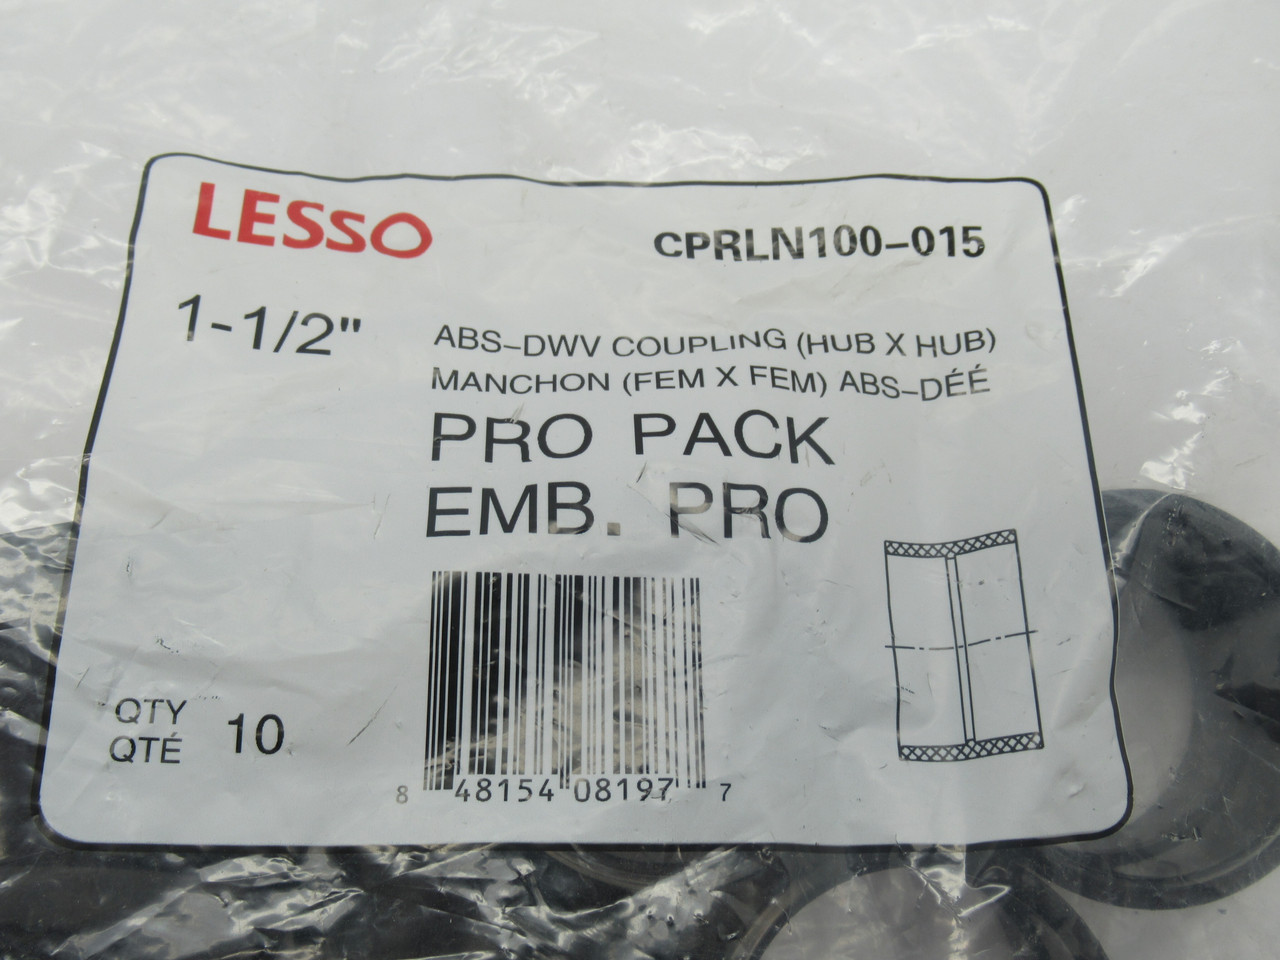 LESSO
CPRLN100-015
1-1/2"
ABS-DWV COUPLING (HUB X HUB)
MANCHON (FEM X FEM) ABS-DÉÉ
PRO PACK
EMB. PRO
QTY
QTÉ 10
8 48154 08197 7